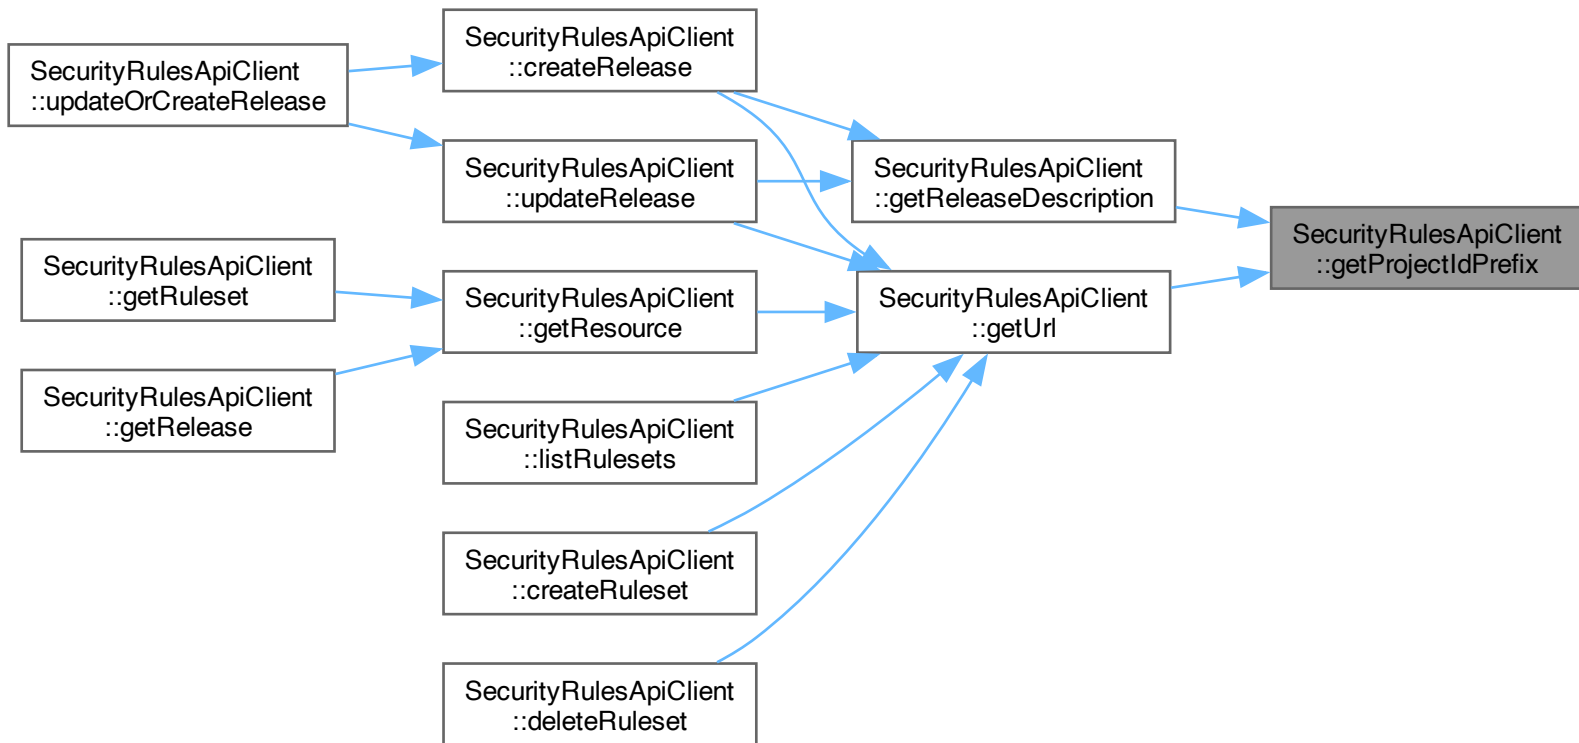 SecurityRulesApiClient
::updateOrCreateRelease
SecurityRulesApiClient
::createRelease
SecurityRulesApiClient
::updateRelease
SecurityRulesApiClient
::getReleaseDescription
SecurityRulesApiClient
::getProjectIdPrefix
SecurityRulesApiClient
::getRuleset
SecurityRulesApiClient
::getResource
SecurityRulesApiClient
::getUrl
SecurityRulesApiClient
::getRelease
SecurityRulesApiClient
::listRulesets
SecurityRulesApiClient
::createRuleset
SecurityRulesApiClient
::deleteRuleset